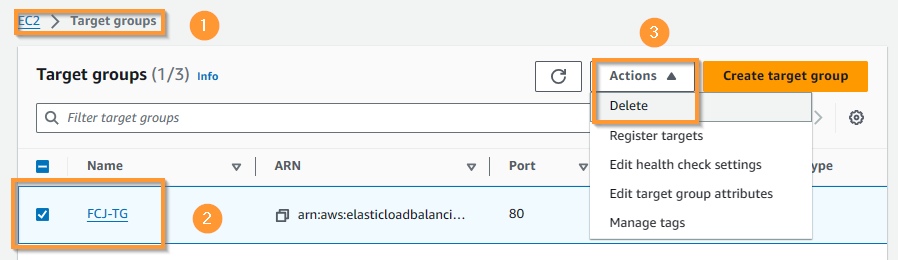 EC2 > Target groups
1
3
Target groups (1/3) Info
Actions ▲
Create target group
Filter target groups
Delete
Register targets
Edit health check settings
Edit target group attributes
Manage tags
Name
ARN
Port
ype
FCJ-TG
2
arn:aws:elasticloadbalanci...
80